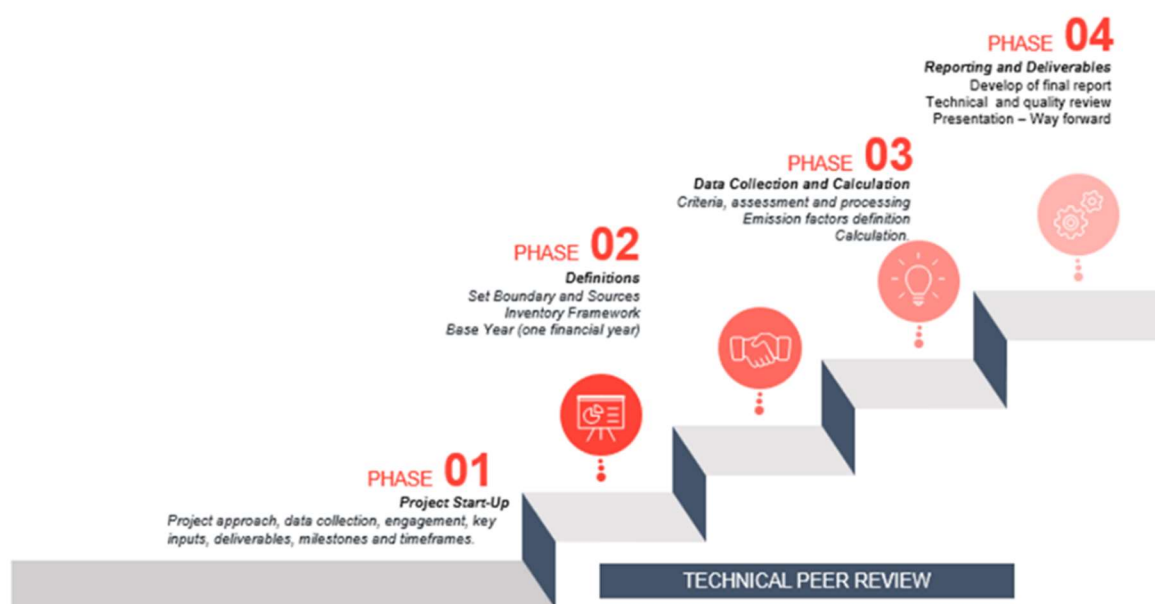 PHASE 04
Reporting and Deliverables
Develop of final report
Technical and quality review
Presentation – Way forward
PHASE 03
Data Collection and Calculation
Criteria, assessment and processing
Emission factors definition
Calculation.
PHASE 02
Definitions
Set Boundary and Sources
Inventory Framework
Base Year (one financial year)
PHASE 01
Project Start-Up
Project approach, data collection, engagement, key
inputs, deliverables, milestones and timeframes.
TECHNICAL PEER REVIEW